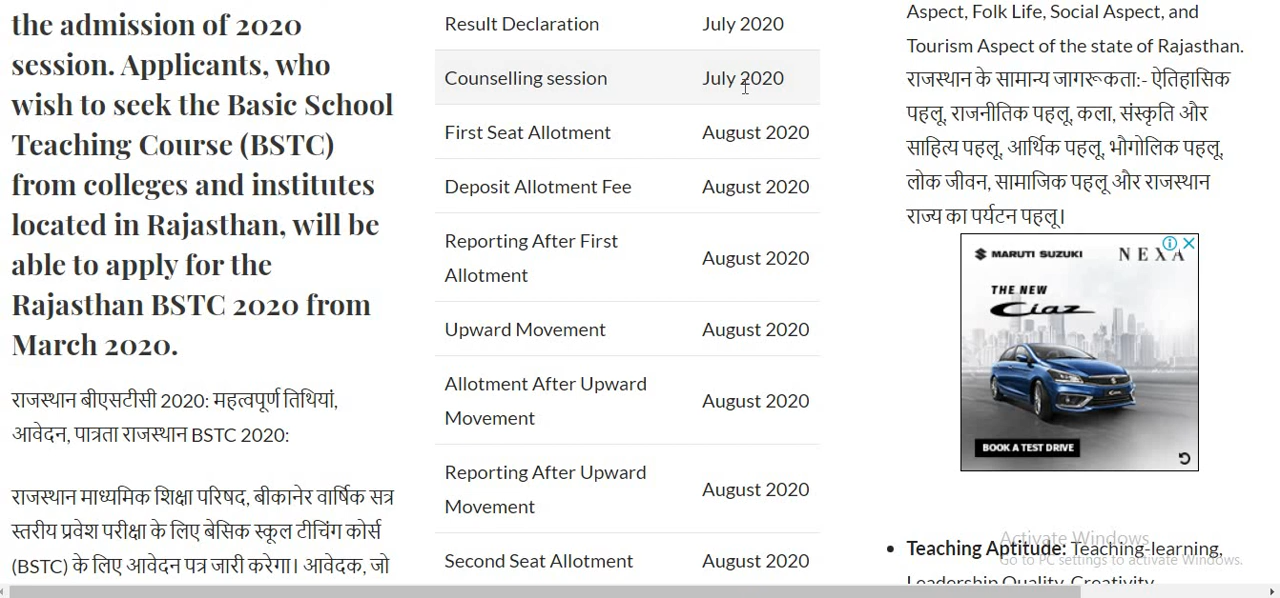 the admission of 2020
session. Applicants, who
wish to seek the Basic School
Teaching Course (BSTC)
from colleges and institutes
located in Rajasthan, will be
able to apply for the
Rajasthan BSTC 2020 from
March 2020.
राजस्थान बीएसटीसी 2020: महत्वपूर्ण तिथियां,
आवेदन, पात्रता राजस्थान BSTC 2020:
राजस्थान माध्यमिक शिक्षा परिषद, बीकानेर वार्षिक सत्र
स्तरीय प्रवेश परीक्षा के लिए बेसिक स्कूल टीचिंग कोर्स
(BSTC) के लिए आवेदन पत्र जारी करेगा। आवेदक, जो
Result Declaration July 2020
Counselling session July 2020
First Seat Allotment August 2020
Deposit Allotment Fee August 2020
Reporting After First
Allotment August 2020
Upward Movement August 2020
Allotment After Upward
Movement August 2020
Reporting After Upward
Movement August 2020
Second Seat Allotment August 2020
Aspect, Folk Life, Social Aspect, and
Tourism Aspect of the state of Rajasthan.
राजस्थान के सामान्य जागरूकता:- ऐतिहासिक
पहलू, राजनीतिक पहलू, कला, संस्कृति और
साहित्य पहलू, आर्थिक पहलू, भौगोलिक पहलू,
लोक जीवन, सामाजिक पहलू और राजस्थान
राज्य का पर्यटन पहलू।
MARUTI SUZUKI NEXA
THE NEW
Ciaz
BOOK A TEST DRIVE
Teaching Aptitude: Teaching-learning,
Leadership Quality, Creativity
Activate Windows
Go to PC settings to activate Windows.